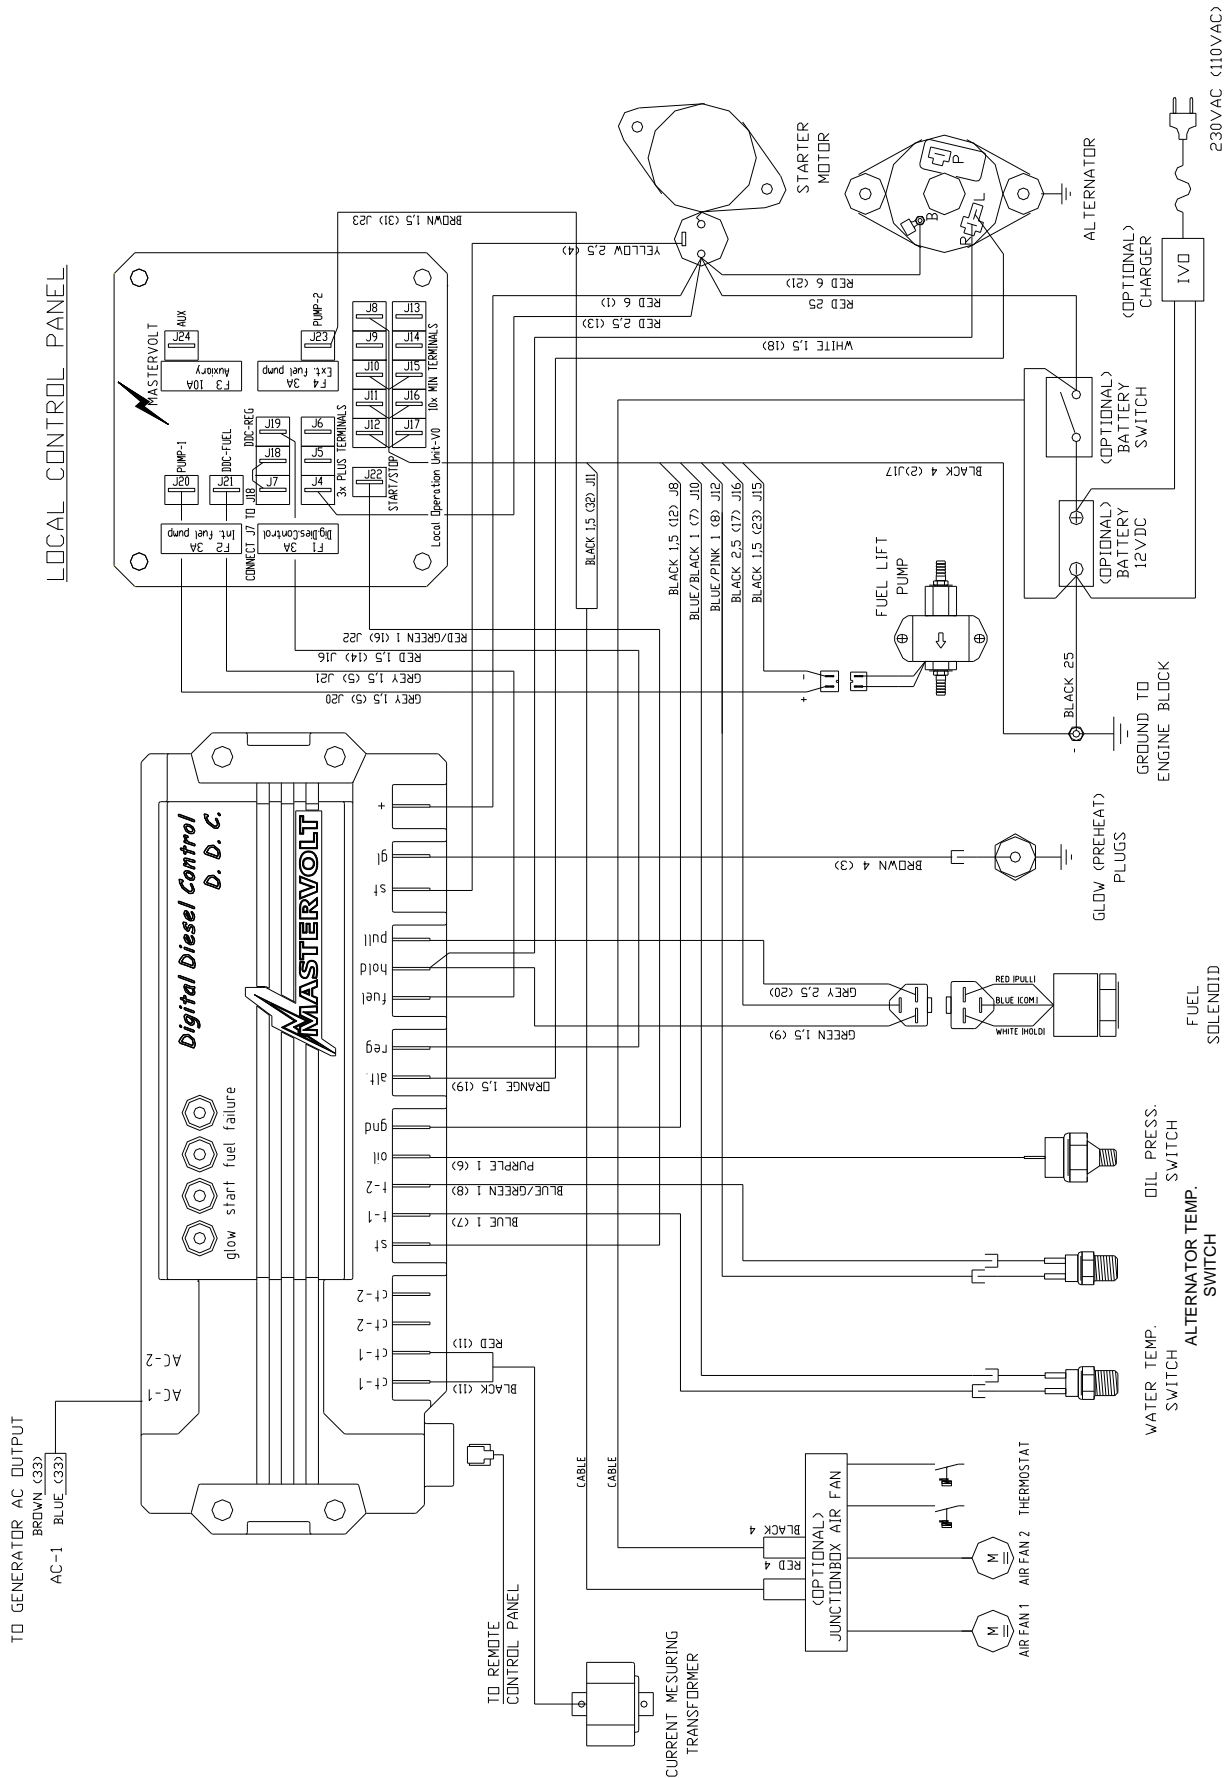 LOCAL CONTROL PANEL
MASTERVOLT
J24
AUX
F3 10A
Auxiliary
J23
PUMP-2
F4 3A
Ext. fuel pump
J20
PUMP-1
F2 3A
Int. fuel pump
J21
DDC-FUEL
J19
DDC-REG
J18
J7
CONNECT J7 TO J18
F1 3A
Dig.Dies.Control
J6
J5
J4
3x PLUS TERMINALS
J22
START/STOP
J8
J9
J10
J11
J12
J13
J14
J15
J16
J17
10x MIN TERMINALS
Local Operation Unit-V0
BROWN 1,5 (31) J23
YELLOW 2,5 (4)
RED 6 (1)
RED 2,5 (13)
RED 6 (21)
RED 25
WHITE 1,5 (18)
BLACK 4 (2)J17
BLACK 1,5 (32) J11
BLACK 1,5 (12) J8
BLUE/BLACK 1 (7) J10
BLUE/PINK 1 (8) J12
BLACK 2,5 (17) J16
BLACK 1,5 (23) J15
RED/GREEN 1 (16) J22
RED 1,5 (14) J16
GREY 1,5 (5) J21
GREY 1,5 (5) J20
STARTER
MOTOR
B
P
R
L
ALTERNATOR
230VAC (110VAC)
(OPTIONAL)
CHARGER
IVO
(OPTIONAL)
BATTERY
SWITCH
(OPTIONAL)
BATTERY
12VDC
BLACK 25
-
GROUND TO
ENGINE BLOCK
FUEL LIFT
PUMP
-
+
Digital Diesel Control
D. D. C.
MASTERVOLT
glow start fuel failure
+
gl
st
pull
hold
fuel
reg
alt.
gnd
oil
t-2
t-1
st
ct-2
ct-2
ct-1
ct-1
AC-2
AC-1
BROWN 4 (3)
GLOW (PREHEAT)
PLUGS
GREY 2,5 (20)
GREEN 1,5 (9)
RED (PULL)
BLUE (COM)
WHITE (HOLD)
FUEL
SOLENOID
ORANGE 1,5 (19)
PURPLE 1 (6)
BLUE/GREEN 1 (8)
BLUE 1 (7)
RED (11)
BLACK (11)
OIL PRESS.
SWITCH
ALTERNATOR TEMP.
SWITCH
WATER TEMP.
SWITCH
TO GENERATOR AC OUTPUT
BROWN (33)
AC-1 BLUE (33)
TO REMOTE
CONTROL PANEL
CURRENT MESURING
TRANSFORMER
CABLE
CABLE
BLACK 4
RED 4
(OPTIONAL)
JUNCTIONBOX AIR FAN
THERMOSTAT
M
AIR FAN 2
M
AIR FAN 1